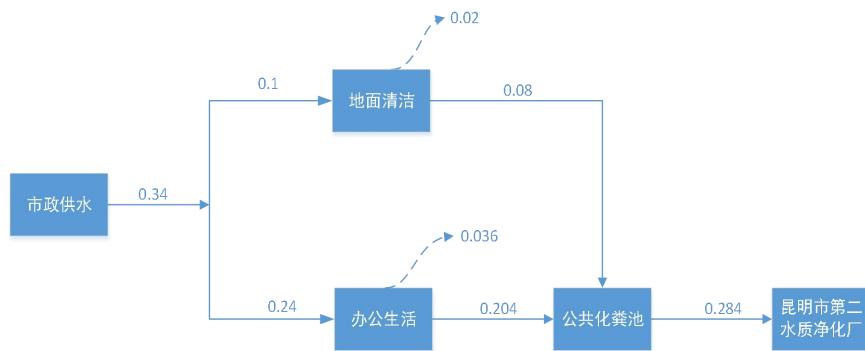 0.02
0.1
地面清洁
0.08
市政供水
0.34
0.036
0.24
办公生活
0.204
公共化粪池
0.284
昆明市第二
水质净化厂